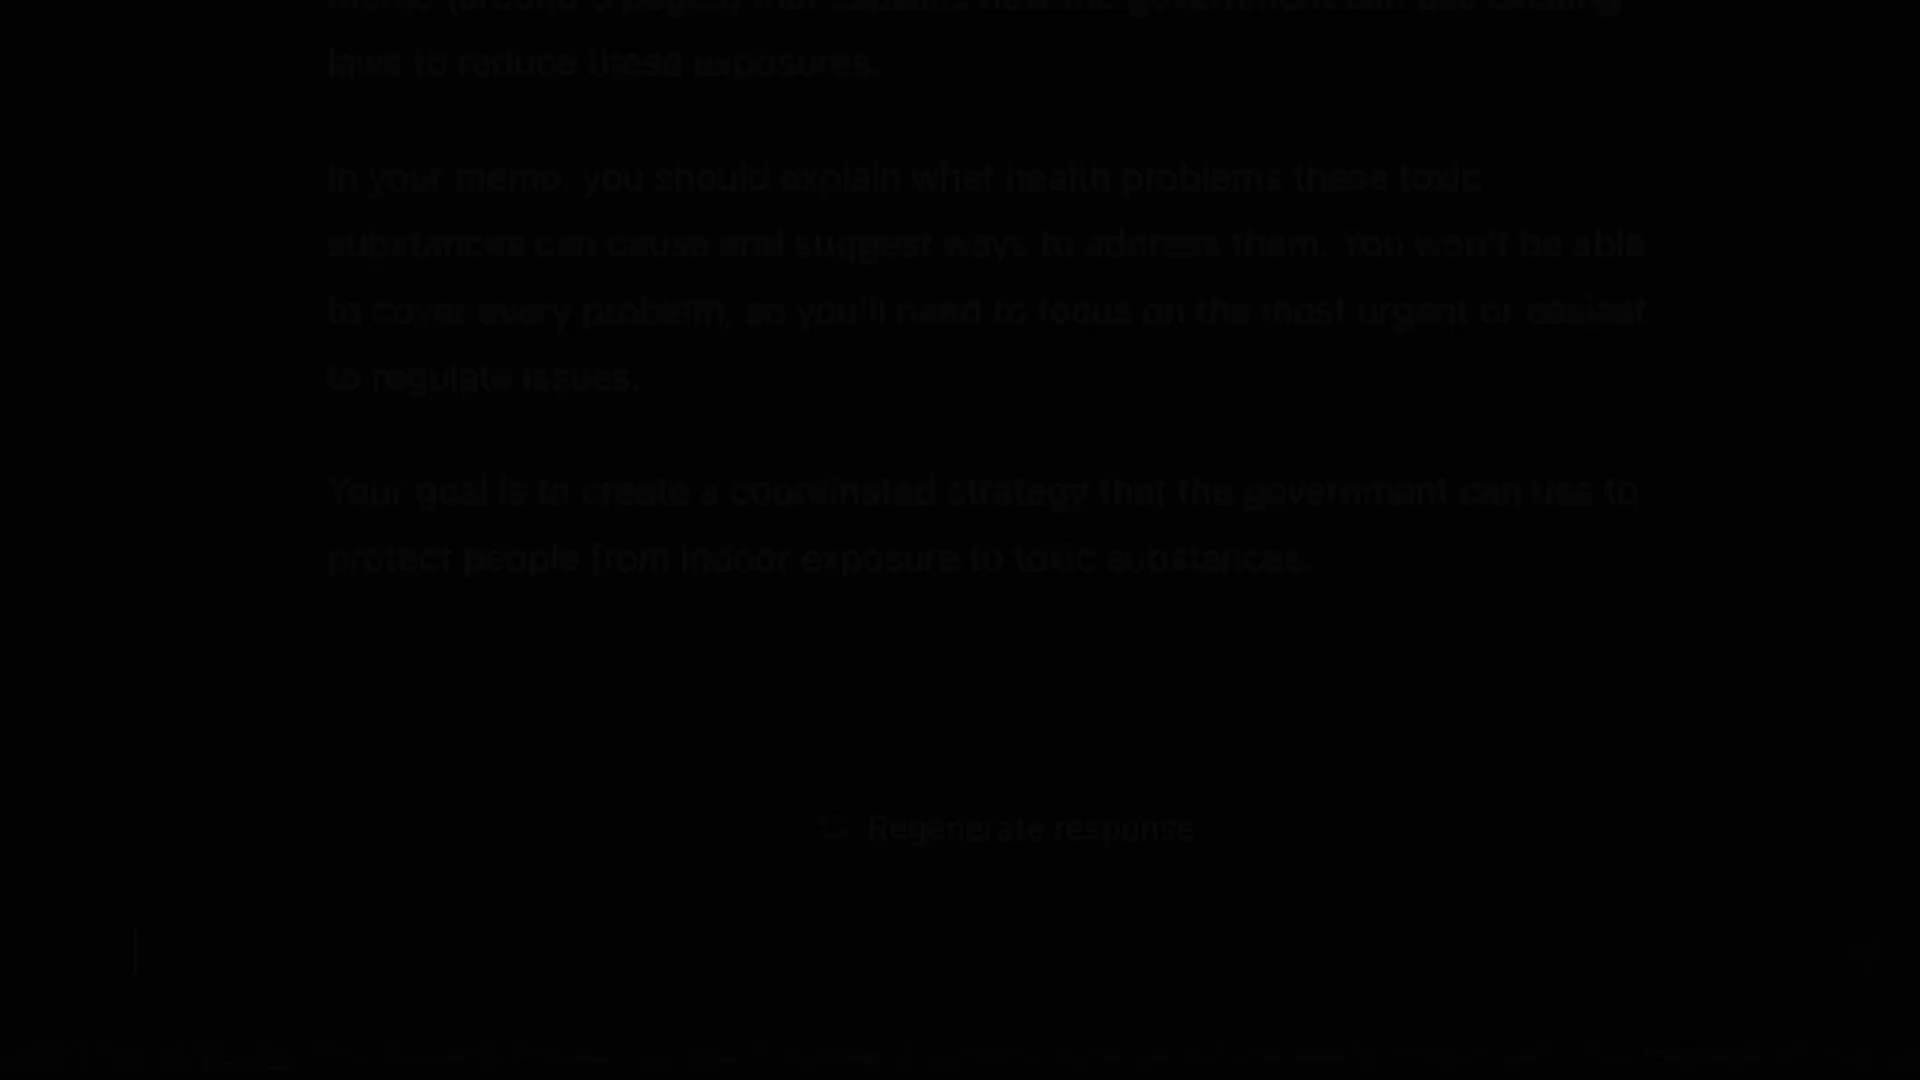 laws to reduce these exposures.
In your memo, you should explain what health problems these toxic
substances can cause and suggest ways to address them. You won't be able
to cover every problem, so you'll need to focus on the most urgent or easiest
to regulate issues.
Your goal is to create a coordinated strategy that the government can use to
protect people from indoor exposure to toxic substances.
Regenerate response